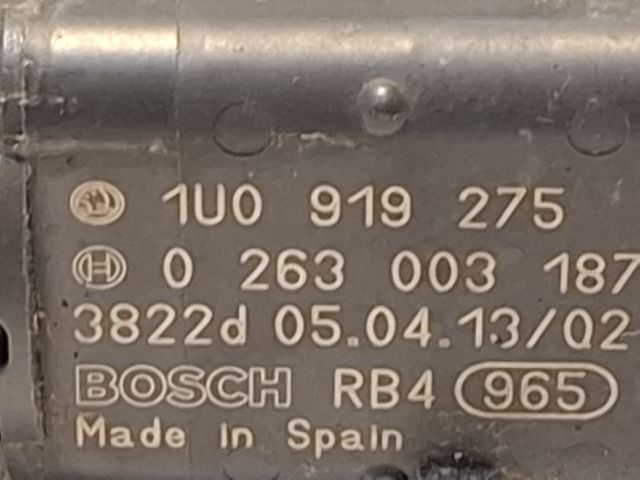 1U0 919 275
0 263 003 187
3822d 05.04.13/02
BOSCH RB4 965
Made in Spain